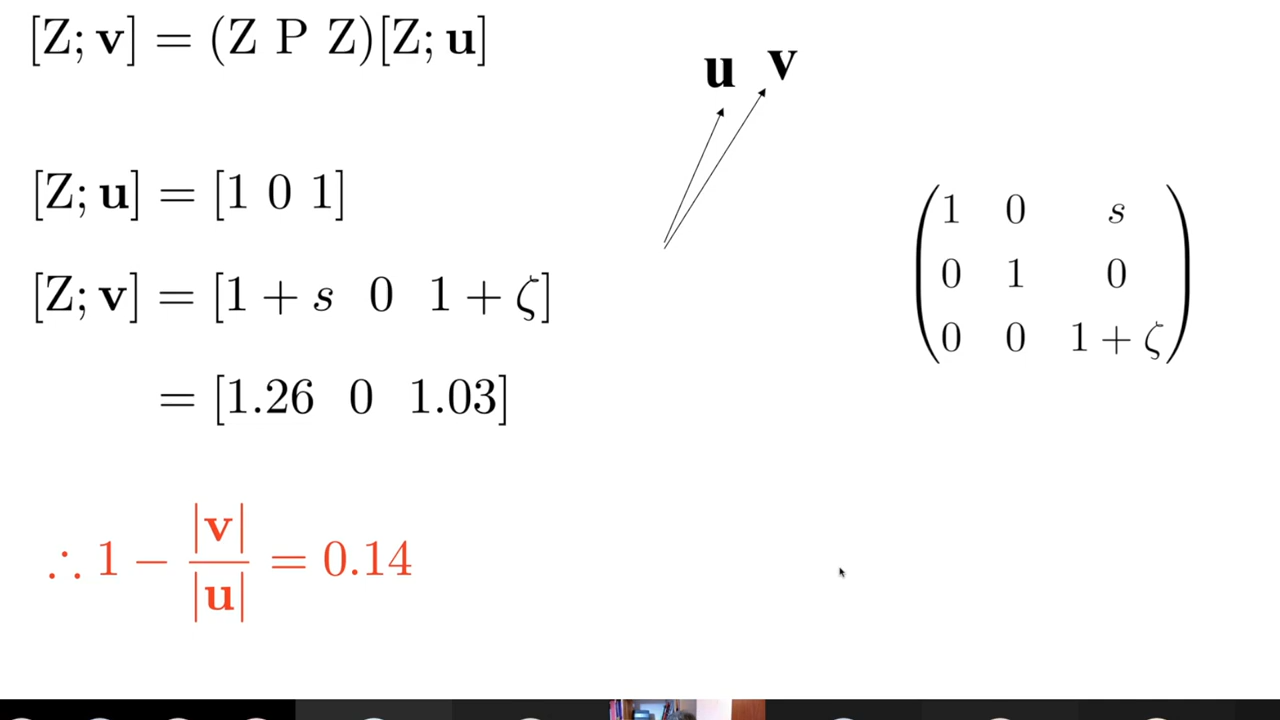 [Z; v] = (Z P Z)[Z; u]
u v
[Z; u] = [1 0 1]
[Z; v] = [1 + s 0 1 + ζ]
= [1.26 0 1.03]
∴ 1 − |v| / |u| = 0.14
1 0 s
0 1 0
0 0 1 + ζ